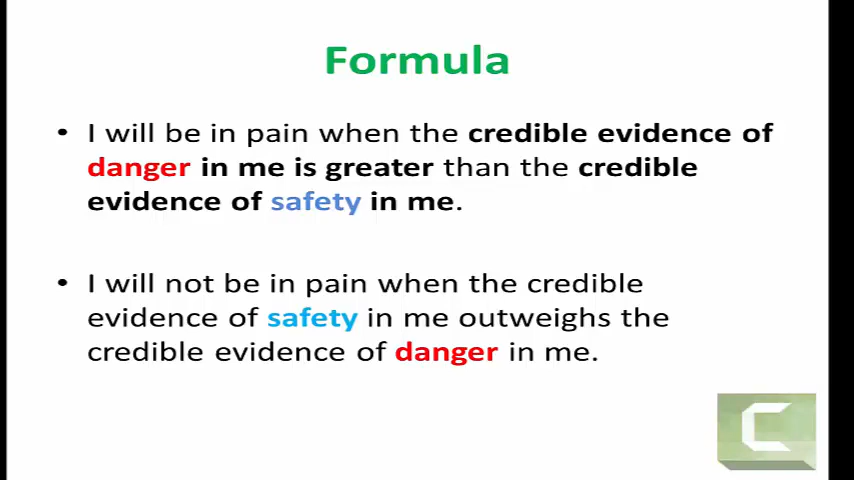 Formula
• I will be in pain when the credible evidence of
danger in me is greater than the credible
evidence of safety in me.
• I will not be in pain when the credible
evidence of safety in me outweighs the
credible evidence of danger in me.
C